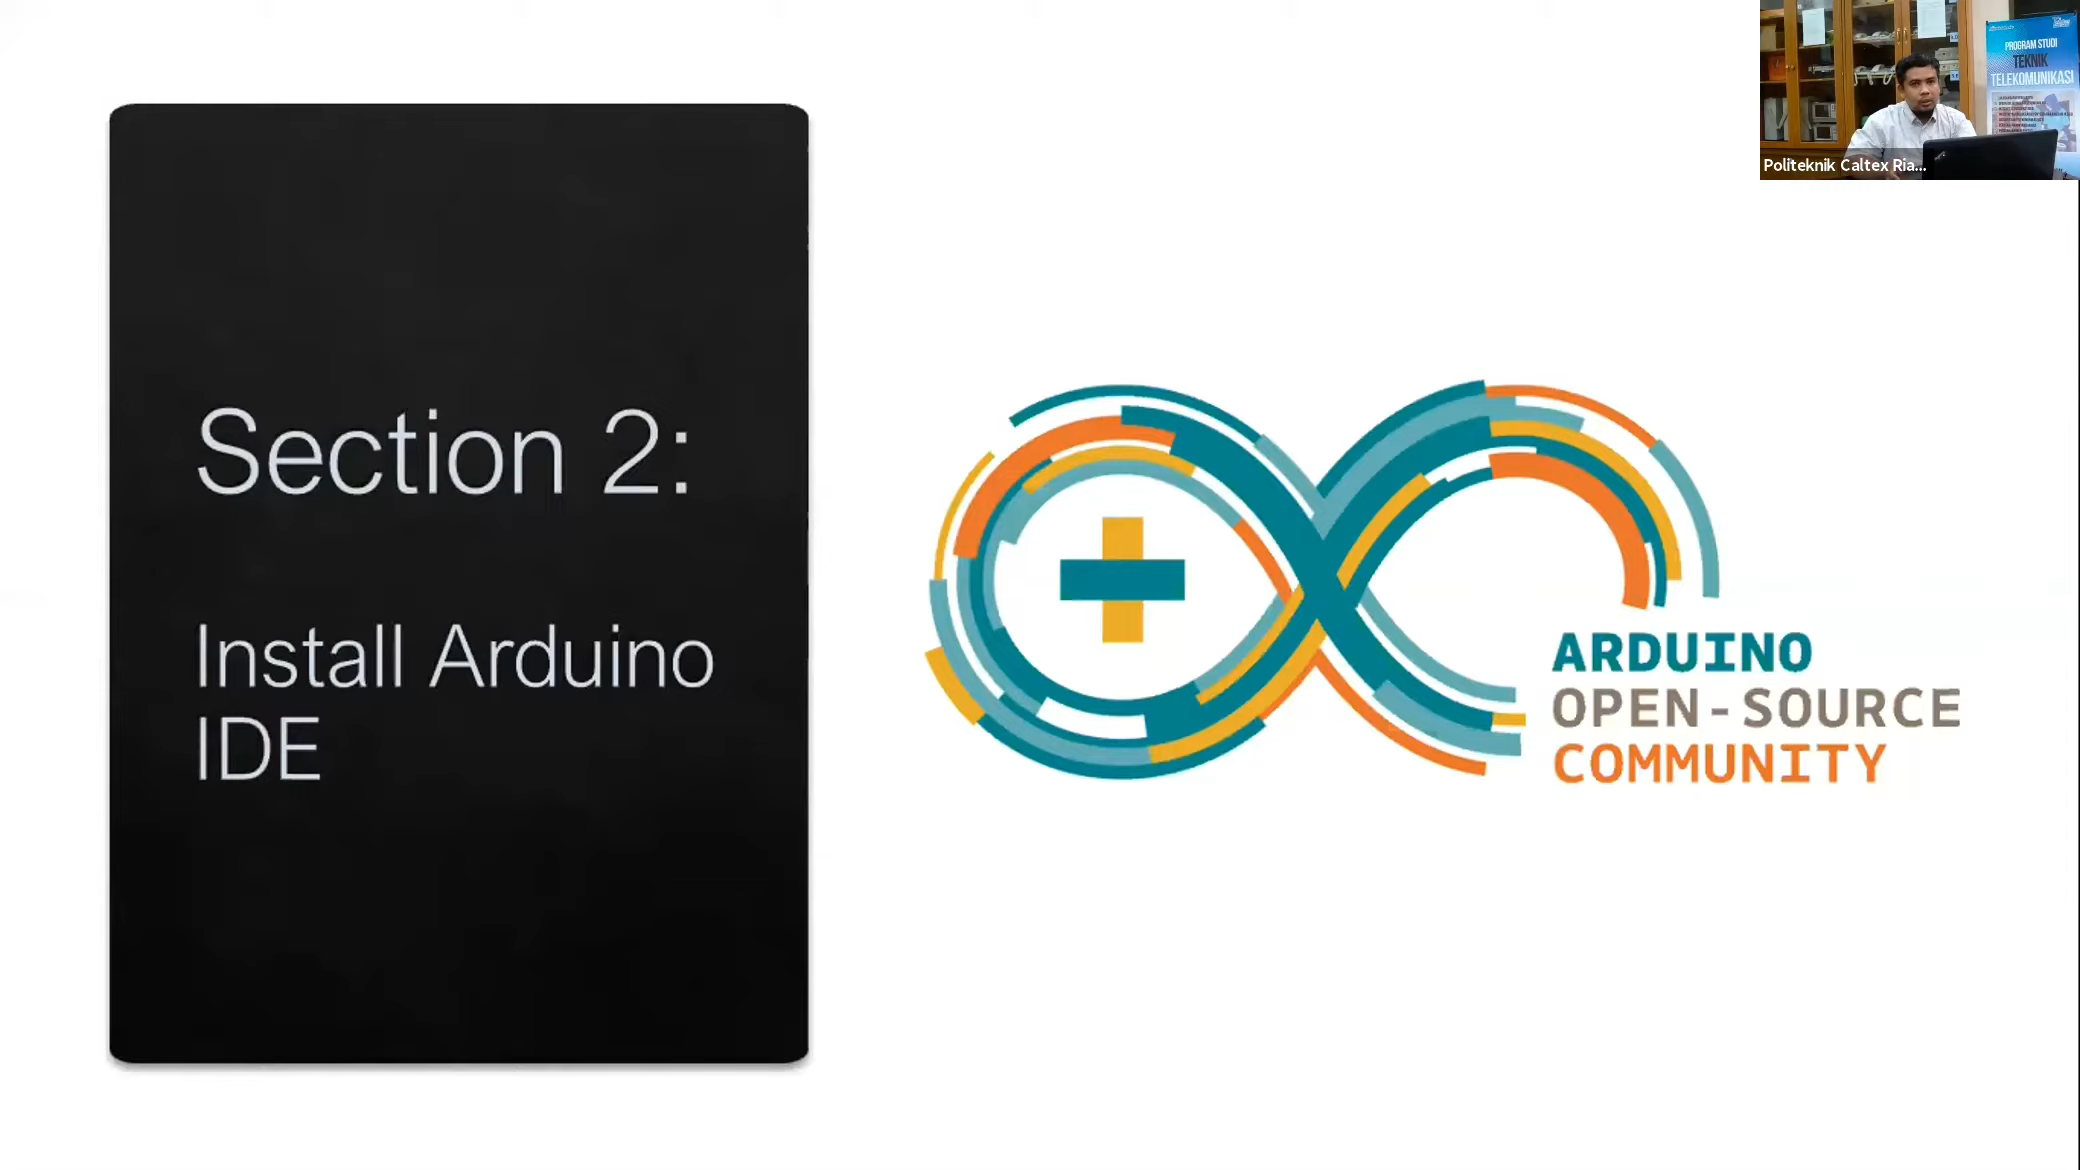 Section 2:
Install Arduino
IDE
ARDUINO
OPEN-SOURCE
COMMUNITY
PROGRAM STUDI
TEKNIK
TELEKOMUNIKASI
Politeknik Caltex Ria...